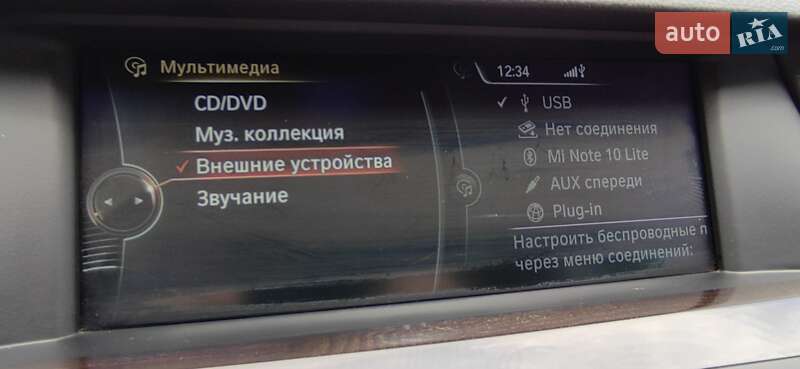 auto RIA .com
Мультимедиа
CD/DVD
Муз. коллекция
Внешние устройства
Звучание
12:34
USB
Нет соединения
Mi Note 10 Lite
AUX спереди
Plug-in
Настроить беспроводные п
через меню соединений: